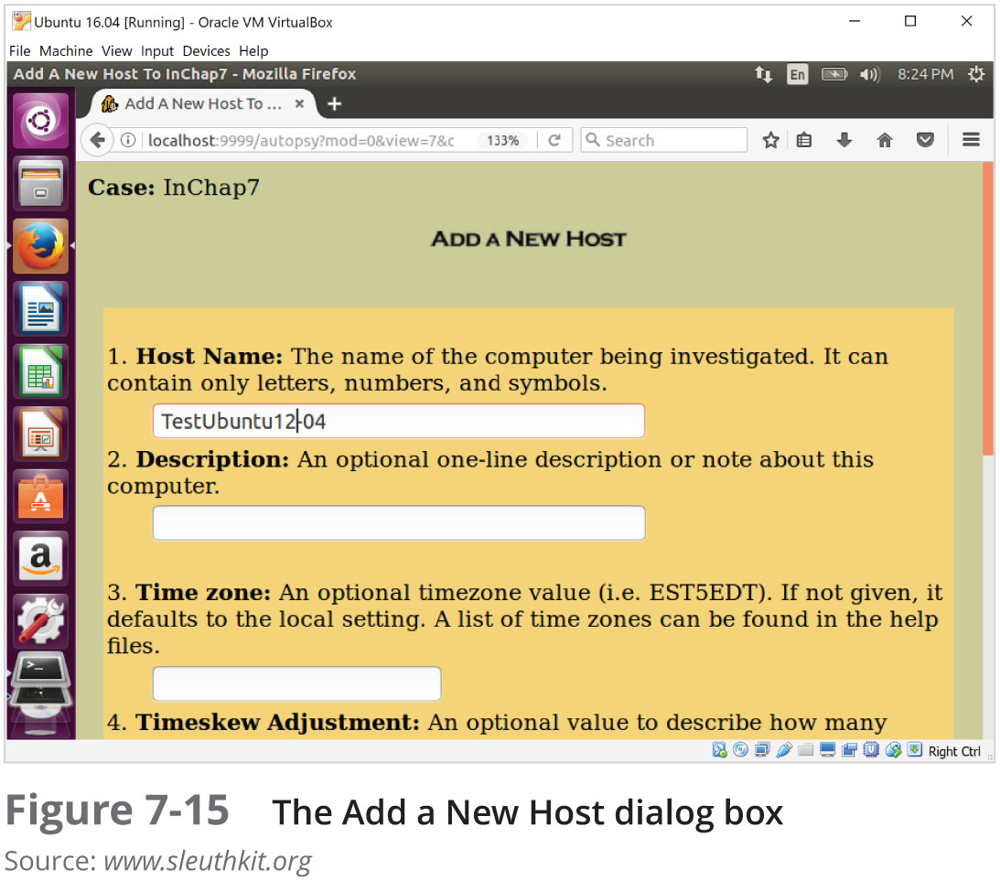 Ubuntu 16.04 [Running] - Oracle VM VirtualBox
File Machine View Input Devices Help
Add A New Host To InChap7 - Mozilla Firefox
En
8:24 PM
Add A New Host To ...
localhost:9999/autopsy?mod=0&view=7&c
133%
Search
Case: InChap7
ADD A NEW HOST
1. Host Name: The name of the computer being investigated. It can
contain only letters, numbers, and symbols.
TestUbuntu12-04
2. Description: An optional one-line description or note about this
computer.
3. Time zone: An optional timezone value (i.e. EST5EDT). If not given, it
defaults to the local setting. A list of time zones can be found in the help
files.
4. Timeskew Adjustment: An optional value to describe how many
Right Ctrl
Figure 7-15 The Add a New Host dialog box
Source: www.sleuthkit.org